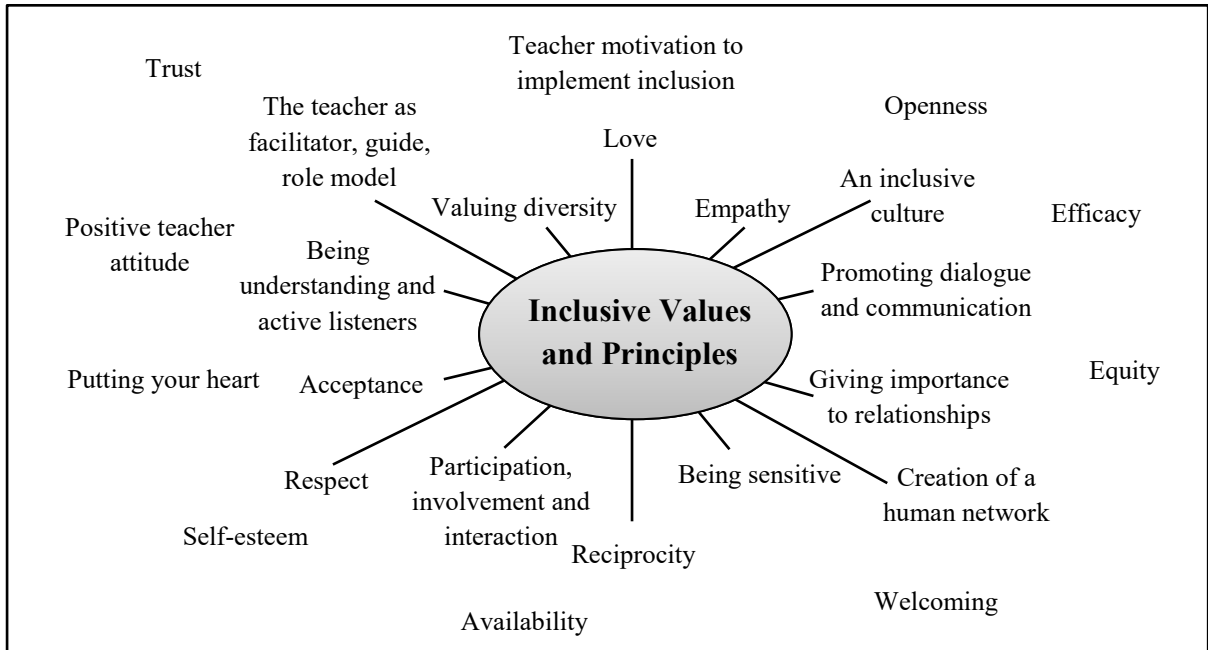 Teacher motivation to
implement inclusion
Trust
The teacher as
facilitator, guide,
role model
Openness
Love
An inclusive
culture
Valuing diversity
Empathy
Efficacy
Positive teacher
attitude
Being
understanding and
active listeners
Promoting dialogue
and communication
Inclusive Values
and Principles
Putting your heart
Acceptance
Giving importance
to relationships
Equity
Respect
Participation,
involvement and
interaction
Being sensitive
Creation of a
human network
Self-esteem
Reciprocity
Availability
Welcoming